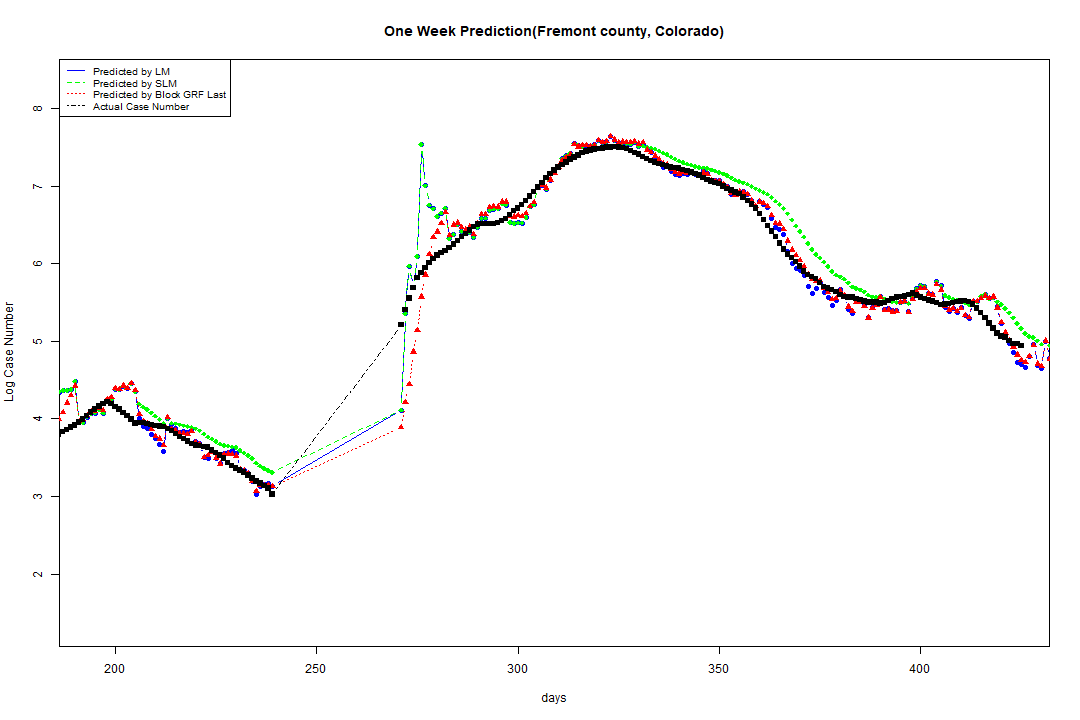 One Week Prediction(Fremont county, Colorado)
Predicted by LM
Predicted by SLM
Predicted by Block GRF Last
Actual Case Number
Log Case Number
8
7
6
5
4
3
2
200 250 300 350 400
days